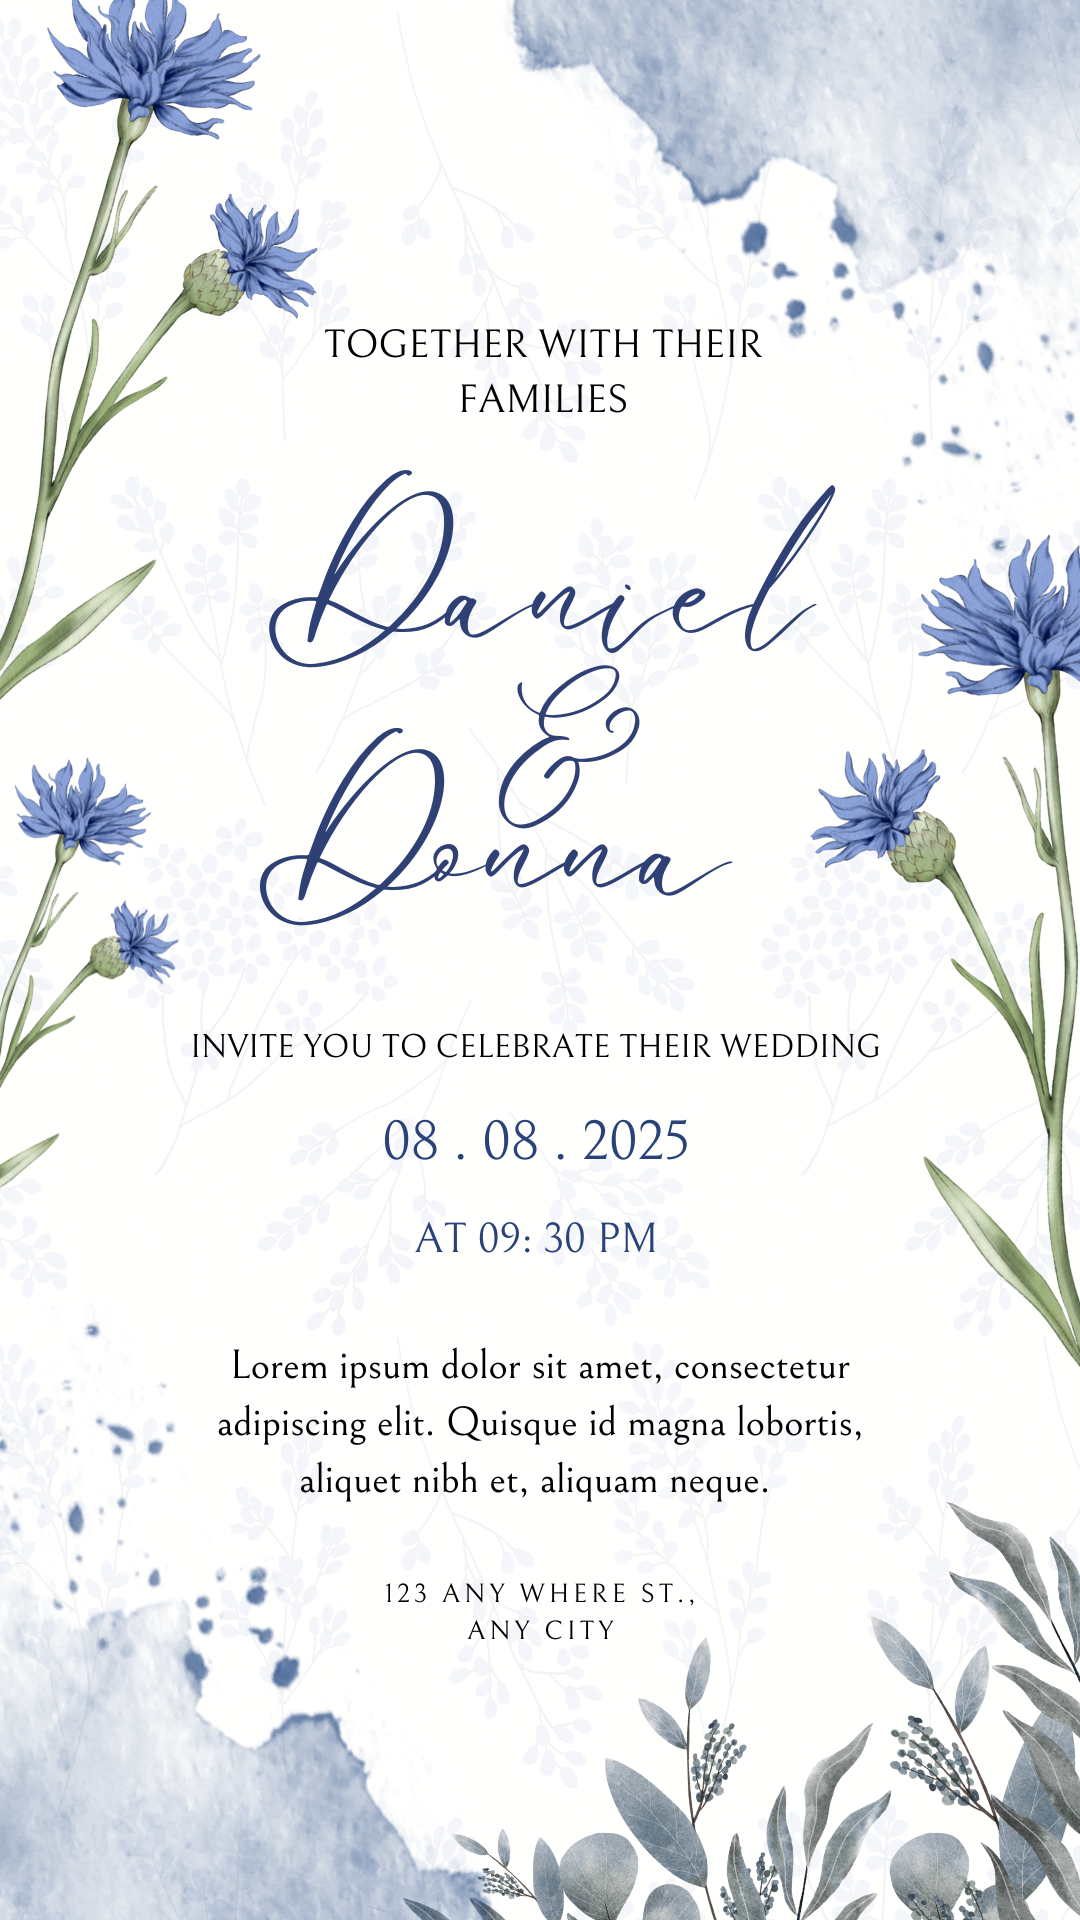 TOGETHER WITH THEIR
FAMILIES
Daniel
&
Donna
INVITE YOU TO CELEBRATE THEIR WEDDING
08 . 08 . 2025
AT 09: 30 PM
Lorem ipsum dolor sit amet, consectetur
adipiscing elit. Quisque id magna lobortis,
aliquet nibh et, aliquam neque.
123 ANY WHERE ST.,
ANY CITY